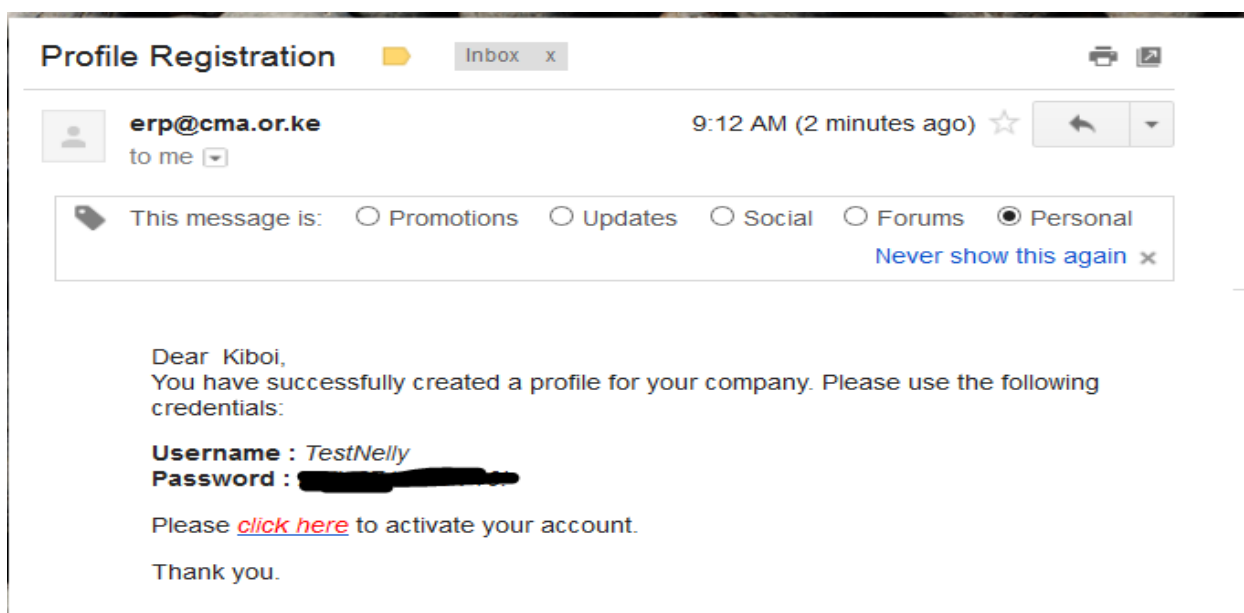 Profile Registration Inbox x
erp@cma.or.ke 9:12 AM (2 minutes ago)
to me
This message is: Promotions Updates Social Forums Personal
Never show this again x
Dear Kiboi,
You have successfully created a profile for your company. Please use the following
credentials:
Username : TestNelly
Password :
Please click here to activate your account.
Thank you.